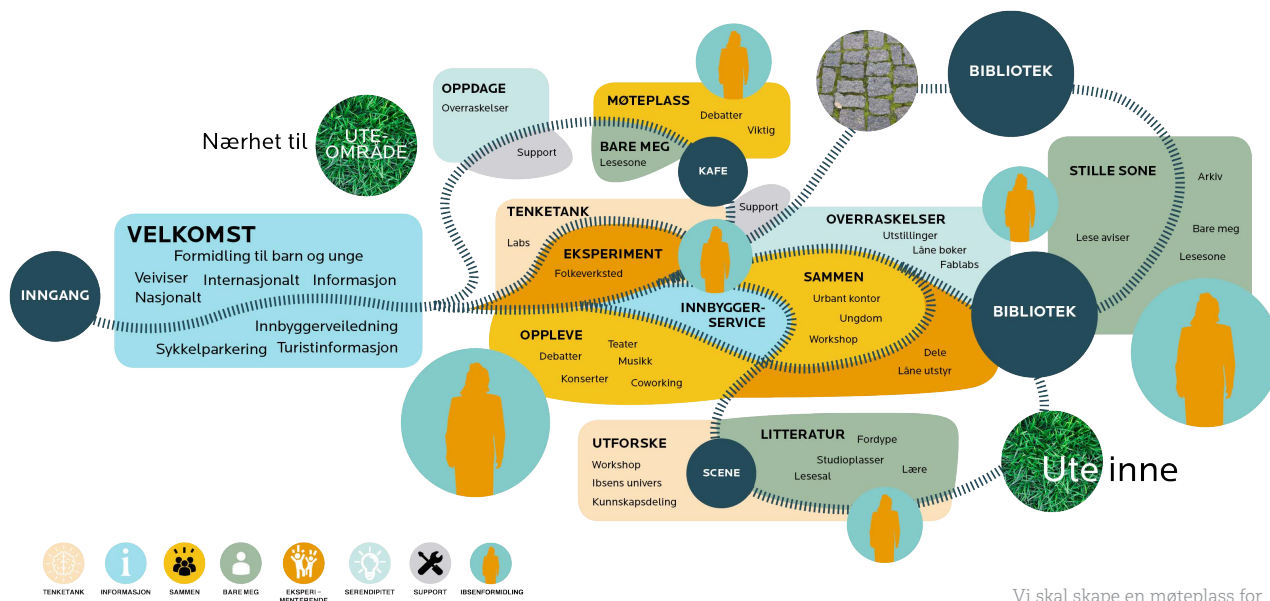 BIBLIOTEK
OPPDAGE
Overraskelser
MØTEPLASS
Debatter
Viktig
Nærhet til
UTE-
OMRÅDE
Support
BARE MEG
Lesesone
KAFE
STILLE SONE
Arkiv
Lese aviser
Bare meg
Lesesone
VELKOMST
Formidling til barn og unge
Veiviser
Internasjonalt
Informasjon
Nasjonalt
Innbyggerveiledning
Sykkelparkering
Turistinformasjon
INNGANG
TENKETANK
Labs
EKSPERIMENT
Folkeverksted
Support
OVERRASKELSER
Utstillinger
Låne bøker
Fablabs
SAMMEN
Urbant kontor
Ungdom
Workshop
INNBYGGER-
SERVICE
BIBLIOTEK
OPPLEVE
Debatter
Teater
Musikk
Konserter
Coworking
Dele
Låne utstyr
UTFORSKE
Workshop
Ibsens univers
Kunnskapsdeling
SCENE
LITTERATUR
Fordype
Studioplasser
Lesesal
Lære
Ute inne
TENKETANK
INFORMASJON
SAMMEN
BARE MEG
EKSPERI-
MENTERENDE
SERENDIPITET
SUPPORT
IBSENFORMIDLING
Vi skal skape en møteplass for